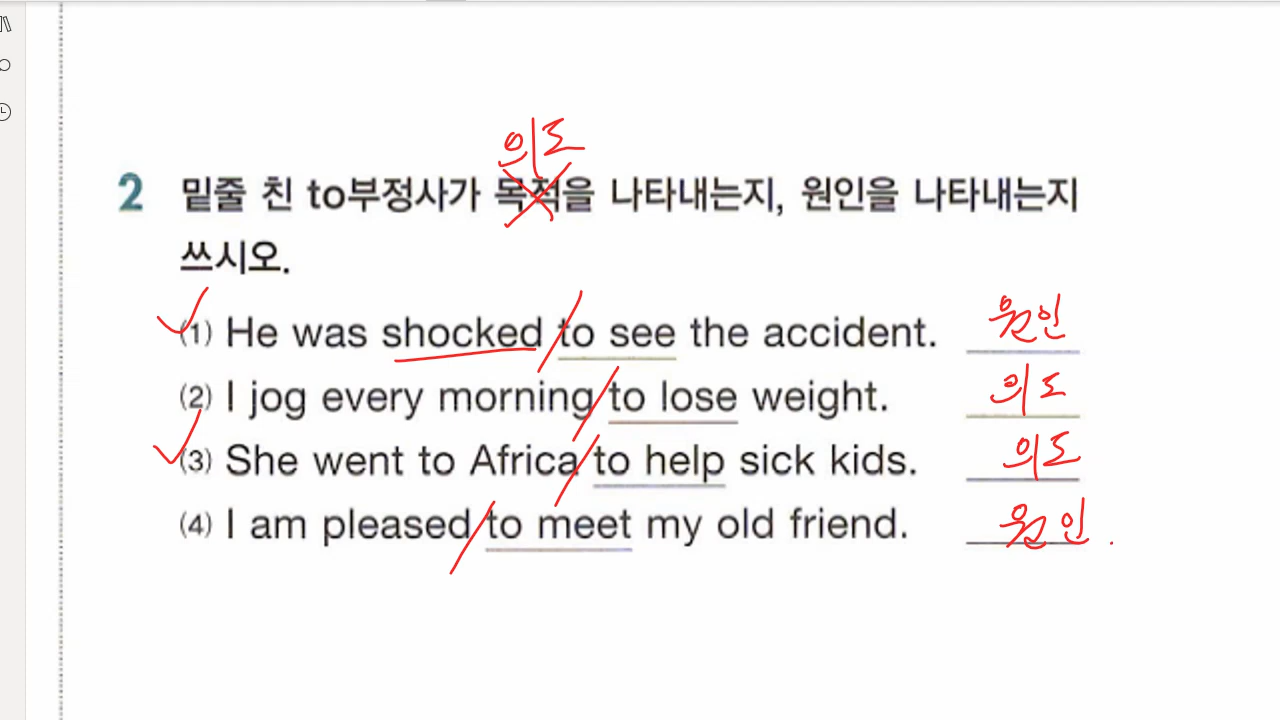 의도
2 밑줄 친 to부정사가 목적을 나타내는지, 원인을 나타내는지
쓰시오.
(1) He was shocked to see the accident. 원인
(2) I jog every morning to lose weight. 의도
(3) She went to Africa to help sick kids. 의도
(4) I am pleased to meet my old friend. 원인